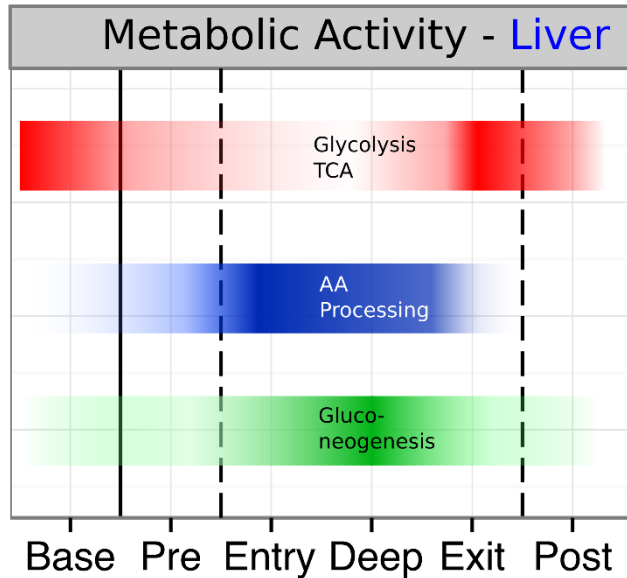 Metabolic Activity - Liver
Glycolysis
TCA
AA
Processing
Gluco-
neogenesis
Base Pre Entry Deep Exit Post